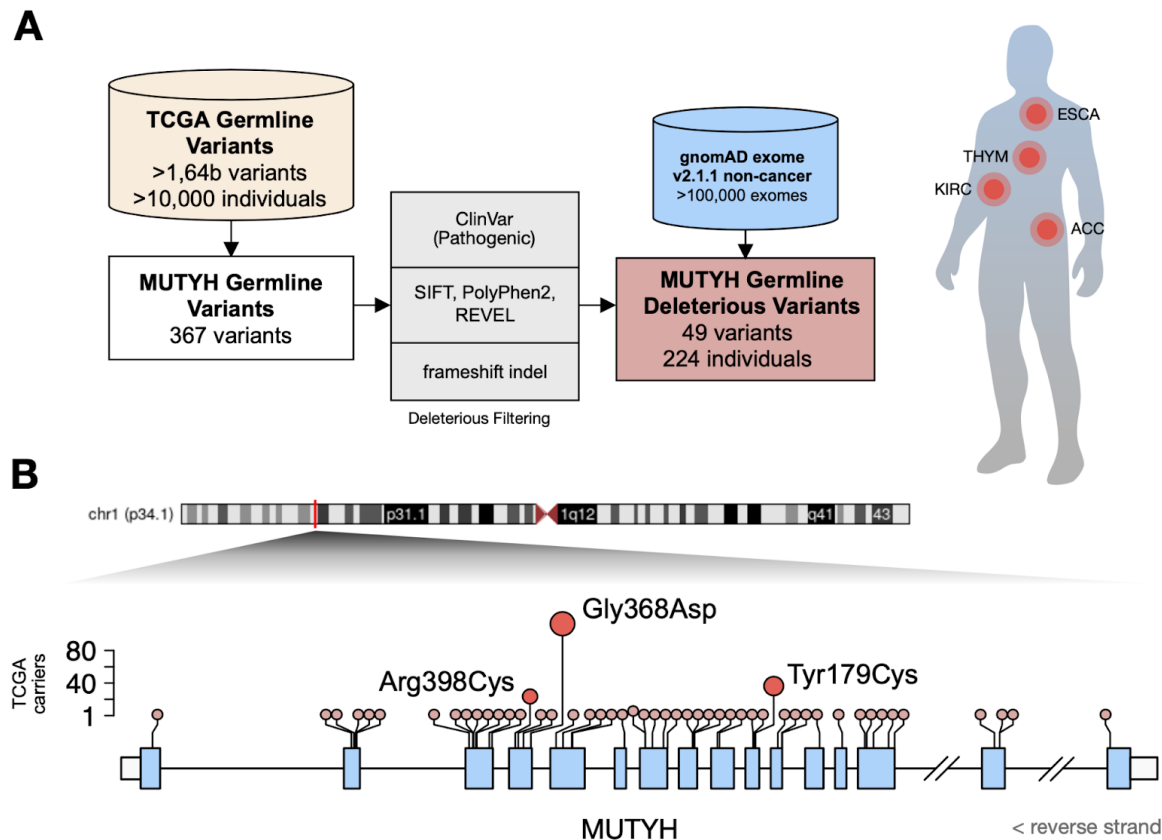 A
TCGA Germline
Variants
>1,64b variants
>10,000 individuals
MUTYH Germline
Variants
367 variants
ClinVar
(Pathogenic)
SIFT, PolyPhen2,
REVEL
frameshift indel
Deleterious Filtering
gnomAD exome
v2.1.1 non-cancer
>100,000 exomes
MUTYH Germline
Deleterious Variants
49 variants
224 individuals
ESCA
THYM
KIRC
ACC
B
chr1 (p34.1)
p31.1
1q12
q41
43
TCGA
carriers
80
40
1
Arg398Cys
Gly368Asp
Tyr179Cys
MUTYH
< reverse strand